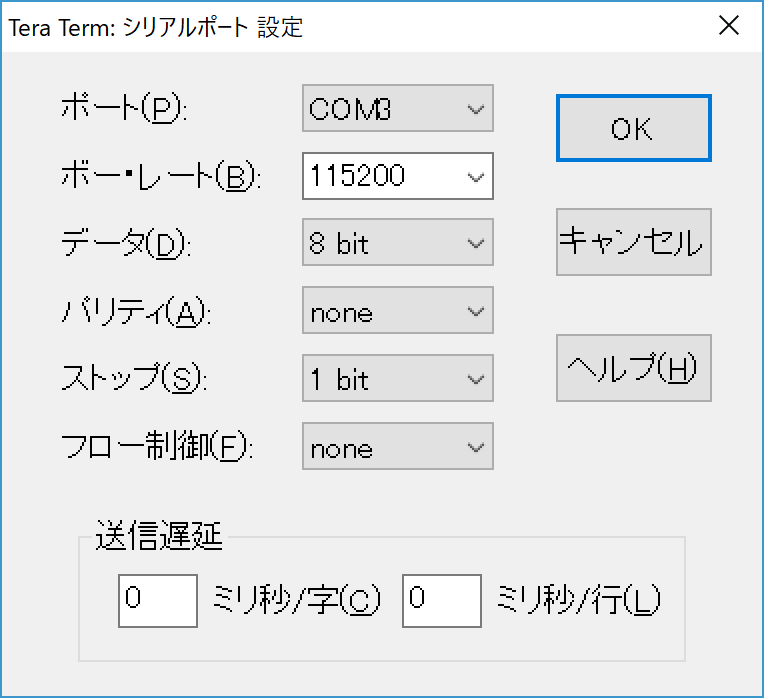 Tera Term: シリアルポート 設定
ポート(P): COM3 OK
ボー・レート(B): 115200
データ(D): 8 bit キャンセル
パリティ(A): none
ストップ(S): 1 bit ヘルプ(H)
フロー制御(F): none
送信遅延
0 ミリ秒/字(C) 0 ミリ秒/行(L)